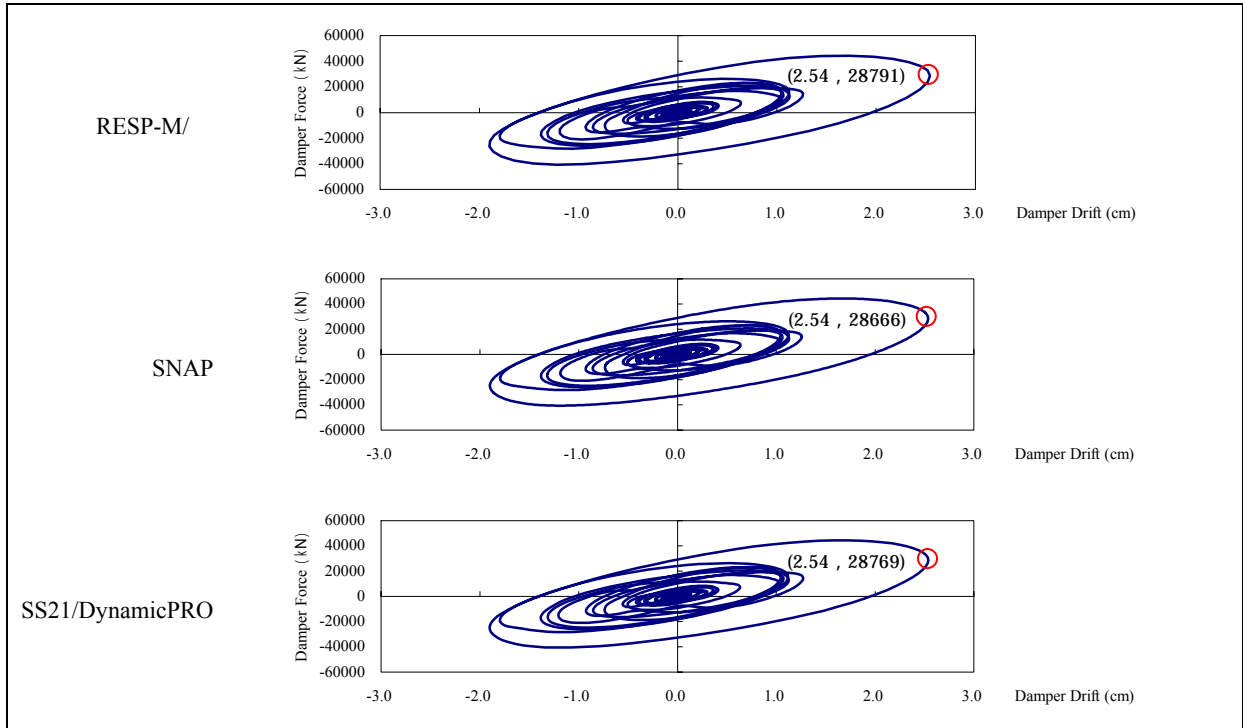 RESP-M/
Damper Force (kN)
60000
40000
20000
0
-20000
-40000
-60000
(2.54 , 28791)
-3.0 -2.0 -1.0 0.0 1.0 2.0 3.0 Damper Drift (cm)
SNAP
Damper Force (kN)
60000
40000
20000
0
-20000
-40000
-60000
(2.54 , 28666)
-3.0 -2.0 -1.0 0.0 1.0 2.0 3.0 Damper Drift (cm)
SS21/DynamicPRO
Damper Force (kN)
60000
40000
20000
0
-20000
-40000
-60000
(2.54 , 28769)
-3.0 -2.0 -1.0 0.0 1.0 2.0 3.0 Damper Drift (cm)